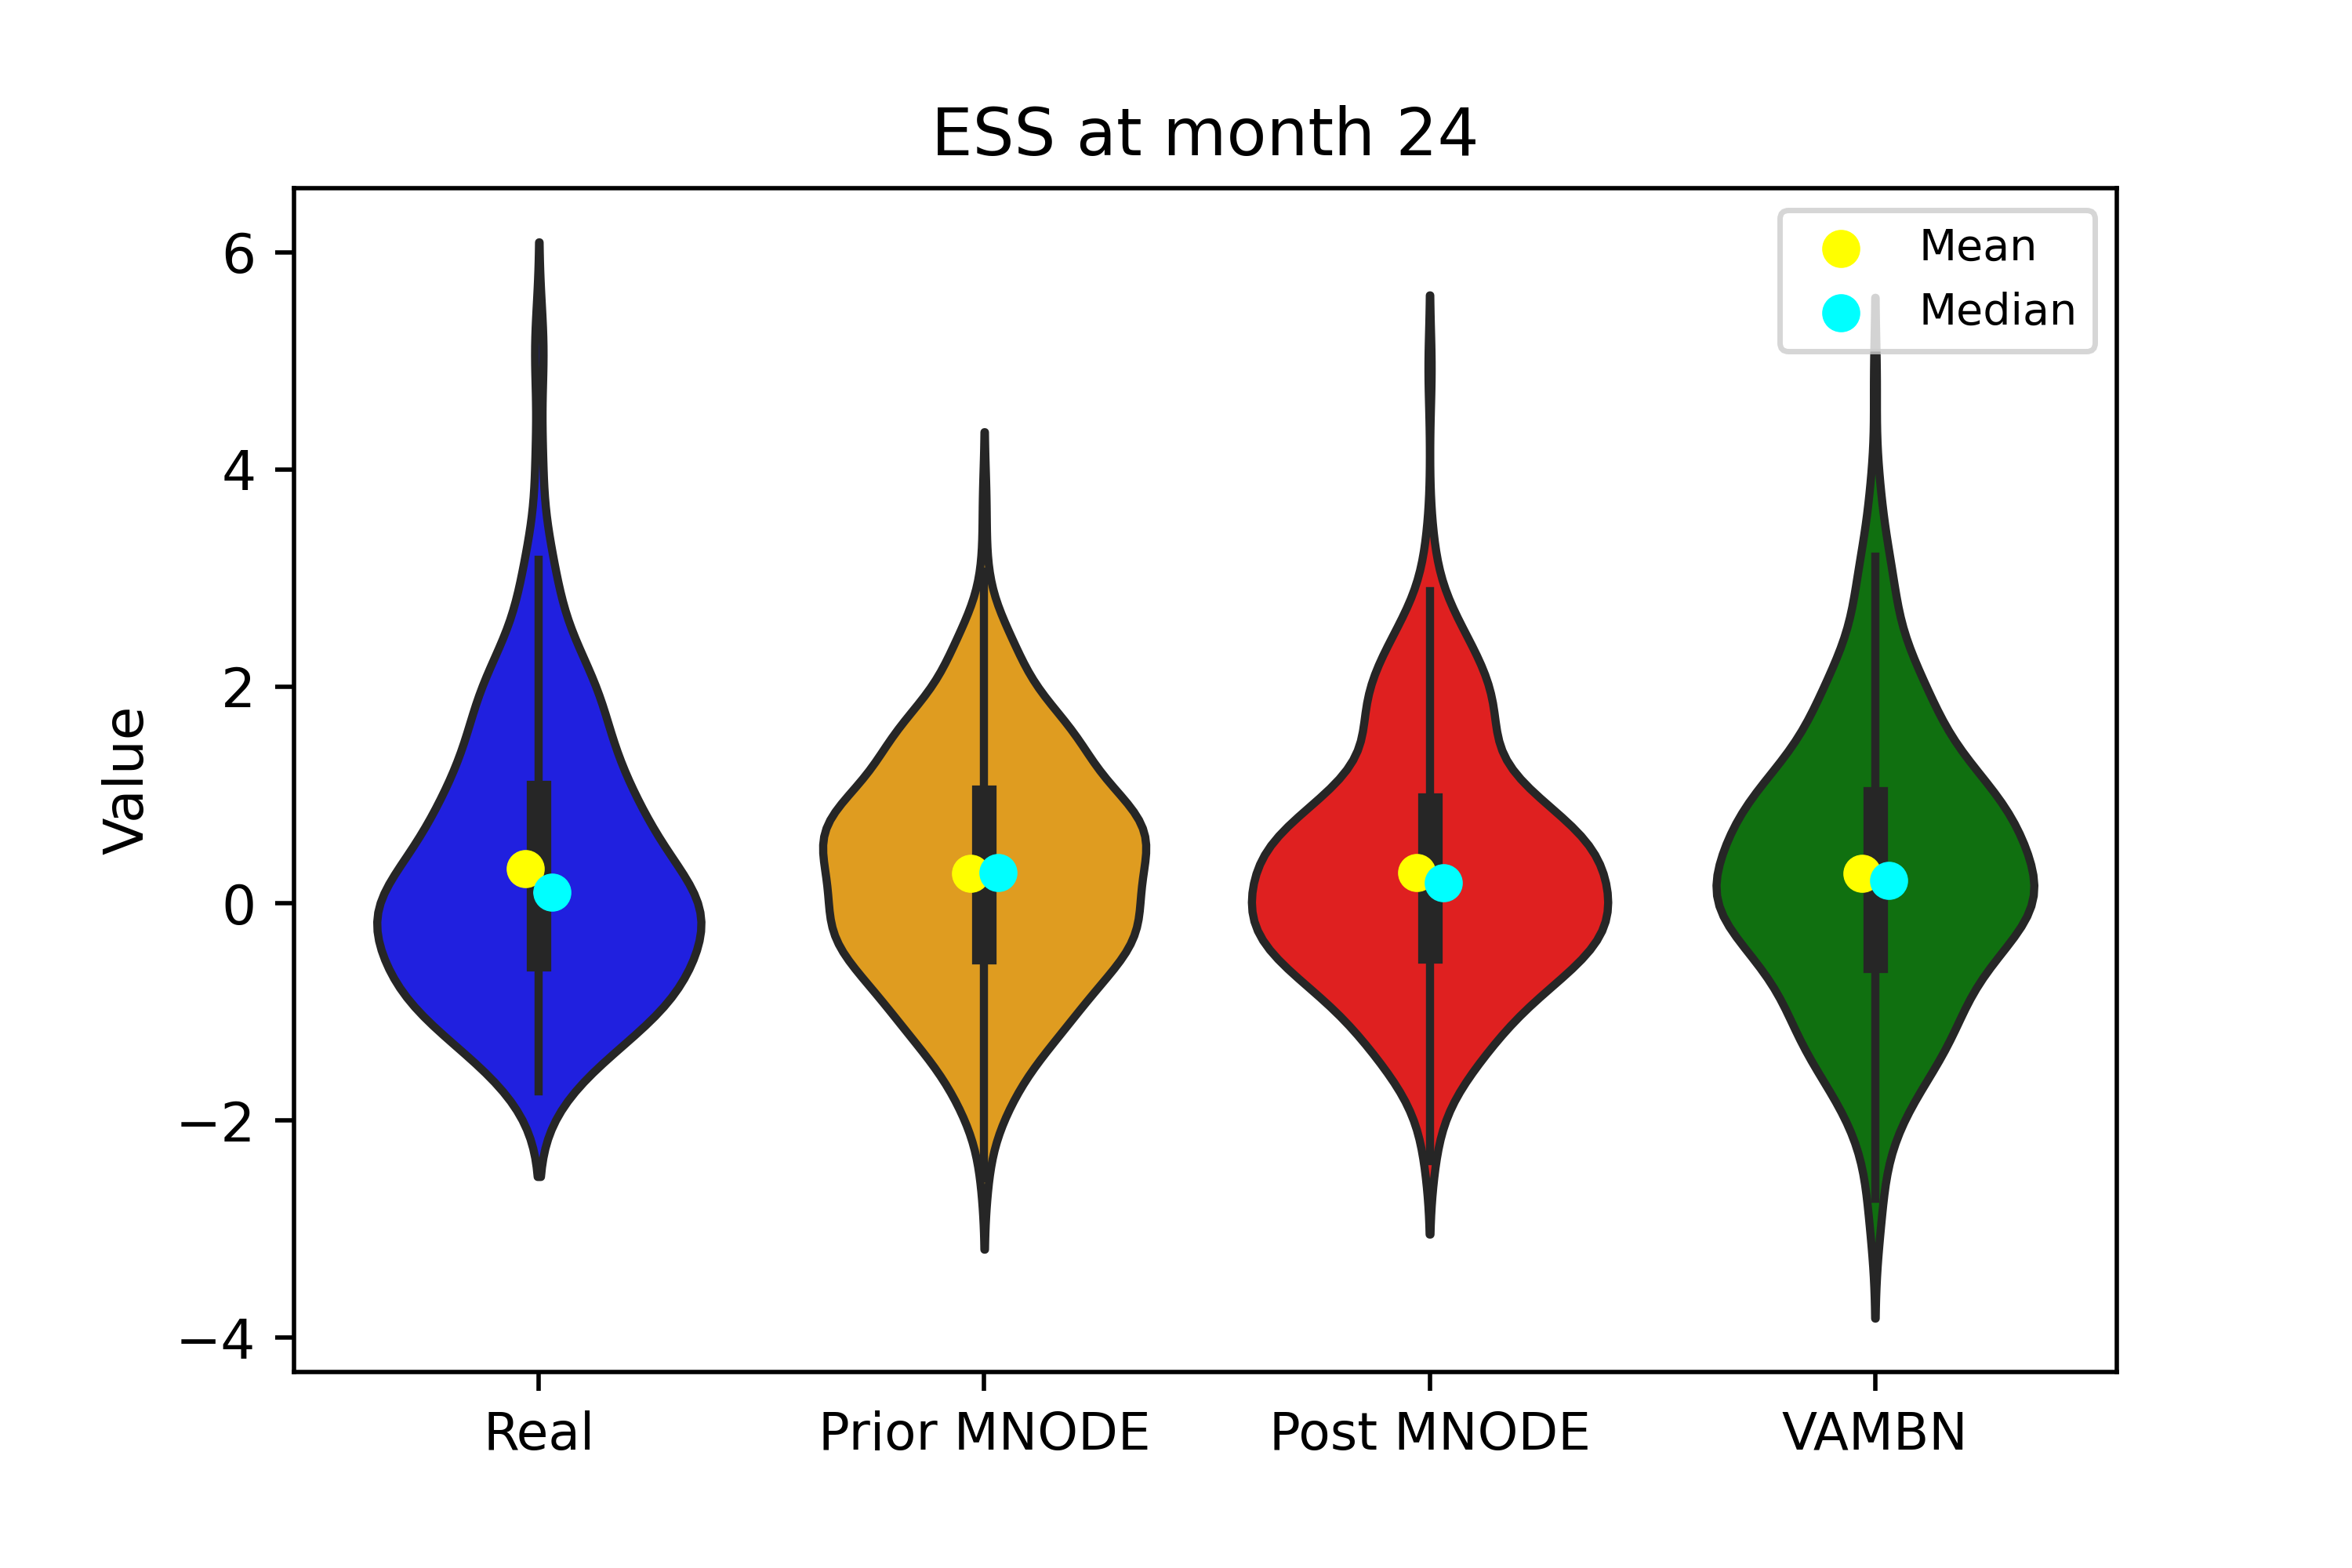 ESS at month 24
Mean
Median
Value
6
4
2
0
−2
−4
Real
Prior MNODE
Post MNODE
VAMBN